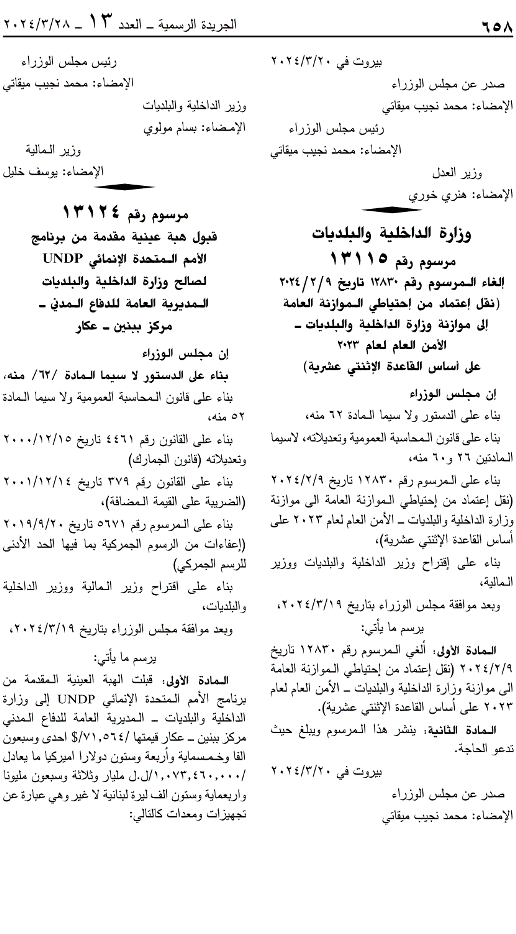 ٦٥٨
الجريدة الرسمية ـ العدد ١٣ ـ ٢٠٢٤/٣/٢٨
بيروت في ٢٠٢٤/٣/٢٠
صدر عن مجلس الوزراء
الإمضاء: محمد نجيب ميقاتي
رئيس مجلس الوزراء
الإمضاء: محمد نجيب ميقاتي
وزير العدل
الإمضاء: هنري خوري
وزارة الداخلية والبلديات
مرسوم رقم ١٣١١٥
إلغاء المرسوم رقم ١٢٨٣٠ تاريخ ٢٠٢٤/٢/٩
(نقل إعتماد من إحتياطي الموازنة العامة
إلى موازنة وزارة الداخلية والبلديات ـ
الأمن العام لعام ٢٠٢٣
على أساس القاعدة الإثنتي عشرية)
إن مجلس الوزراء
بناء على الدستور ولا سيما المادة ٦٢ منه،
بناء على قانون المحاسبة العمومية وتعديلاته، لاسيما
المادتين ٢٦ و٦٠ منه،
بناء على المرسوم رقم ١٢٨٣٠ تاريخ ٢٠٢٤/٢/٩
(نقل إعتماد من إحتياطي الموازنة العامة الى موازنة
وزارة الداخلية والبلديات ـ الأمن العام لعام ٢٠٢٣ على
أساس القاعدة الإثنتي عشرية)،
بناء على إقتراح وزير الداخلية والبلديات ووزير
المالية،
وبعد موافقة مجلس الوزراء بتاريخ ٢٠٢٤/٣/١٩،
يرسم ما يأتي:
المادة الأولى: ألغي المرسوم رقم ١٢٨٣٠ تاريخ
٢٠٢٤/٢/٩ (نقل إعتماد من إحتياطي الموازنة العامة
الى موازنة وزارة الداخلية والبلديات ـ الأمن العام لعام
٢٠٢٣ على أساس القاعدة الإثنتي عشرية).
المادة الثانية: ينشر هذا المرسوم ويبلغ حيث
تدعو الحاجة.
بيروت في ٢٠٢٤/٣/٢٠
صدر عن مجلس الوزراء
الإمضاء: محمد نجيب ميقاتي
رئيس مجلس الوزراء
الإمضاء: محمد نجيب ميقاتي
وزير الداخلية والبلديات
الإمضاء: بسام مولوي
وزير المالية
الإمضاء: يوسف خليل
مرسوم رقم ١٣١٢٤
قبول هبة عينية مقدمة من برنامج
الأمم المتحدة الإنمائي UNDP
لصالح وزارة الداخلية والبلديات
المديرية العامة للدفاع المدني ـ
مركز ببنين ـ عكار
إن مجلس الوزراء
بناء على الدستور لا سيما المادة /٦٢/ منه،
بناء على قانون المحاسبة العمومية ولا سيما المادة
٥٢ منه،
بناء على القانون رقم ٤٤٦١ تاريخ ٢٠٠٠/١٢/١٥
وتعديلاته (قانون الجمارك)
بناء على القانون رقم ٣٧٩ تاريخ ٢٠٠١/١٢/١٤
(الضريبة على القيمة المضافة)،
بناء على المرسوم رقم ٥٦٧١ تاريخ ٢٠١٩/٩/٢٠
(إعفاءات من الرسوم الجمركية بما فيها الحد الأدنى
للرسم الجمركي)
بناء على اقتراح وزير المالية ووزير الداخلية
والبلديات،
وبعد موافقة مجلس الوزراء بتاريخ ٢٠٢٤/٣/١٩،
يرسم ما يأتي:
المادة الأولى: قبلت الهبة العينية المقدمة من
برنامج الأمم المتحدة الإنمائي UNDP إلى وزارة
الداخلية والبلديات ـ المديرية العامة للدفاع المدني
مركز ببنين ـ عكار قيمتها /٧١,٥٦٤/$ احدى وسبعون
الفا وخمسماية وأربعة وستون دولارا اميركيا ما يعادل
/١,٠٧٣,٤٦٠,٠٠٠/ل.ل مليار وثلاثة وسبعون مليونا
واربعماية وستون الف ليرة لبنانية لا غير وهي عبارة عن
تجهيزات ومعدات كالتالي: